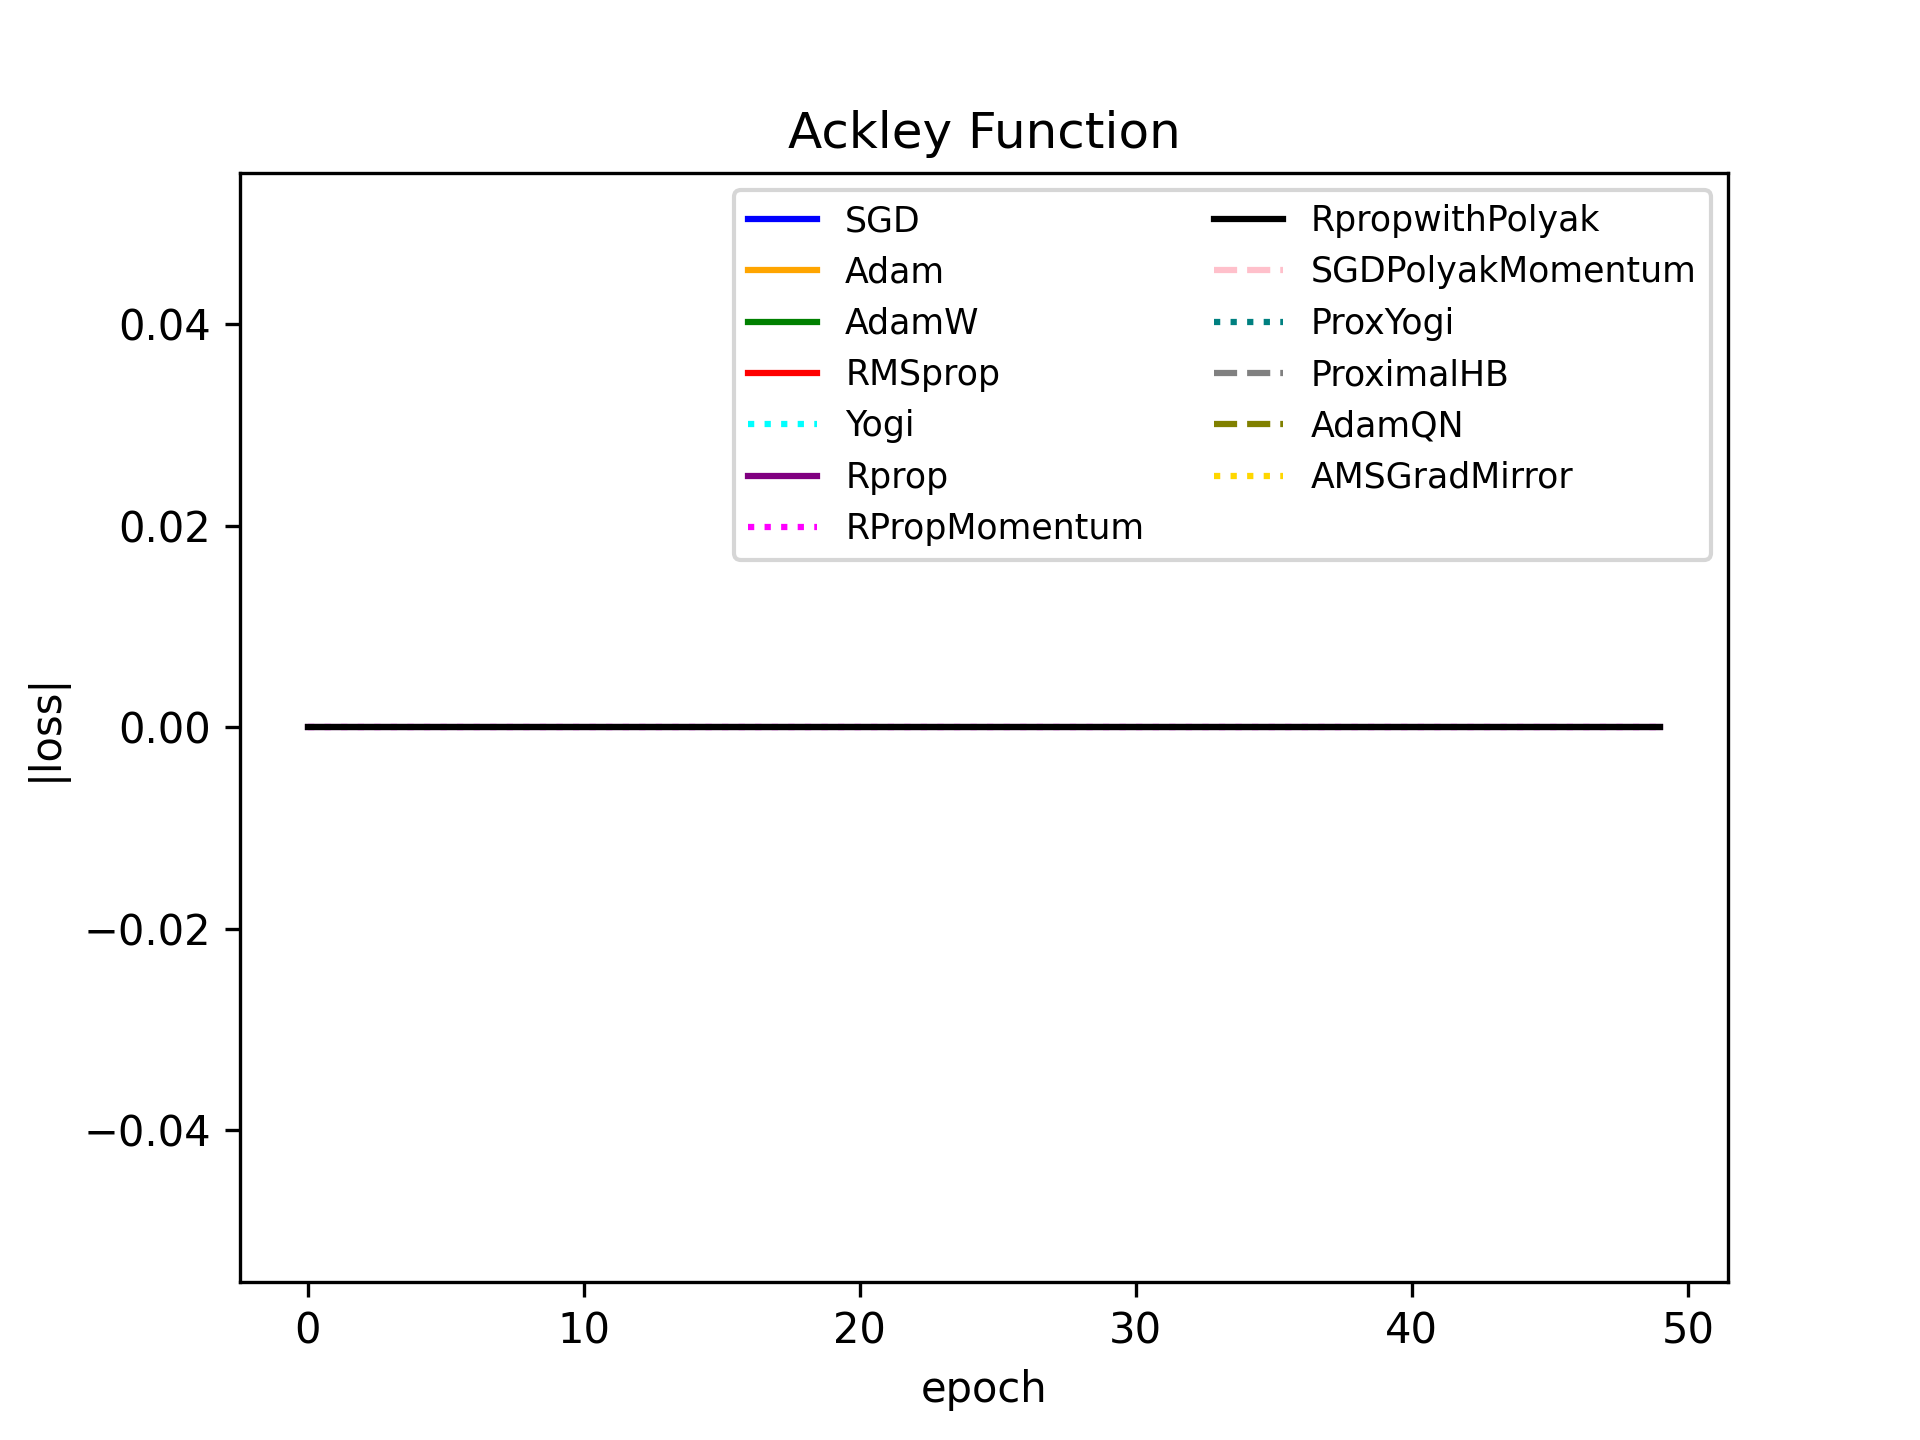 Ackley Function
SGD
Adam
AdamW
RMSprop
Yogi
Rprop
RPropMomentum
RpropwithPolyak
SGDPolyakMomentum
ProxYogi
ProximalHB
AdamQN
AMSGradMirror
|loss|
0.04
0.02
0.00
−0.02
−0.04
0 10 20 30 40 50
epoch